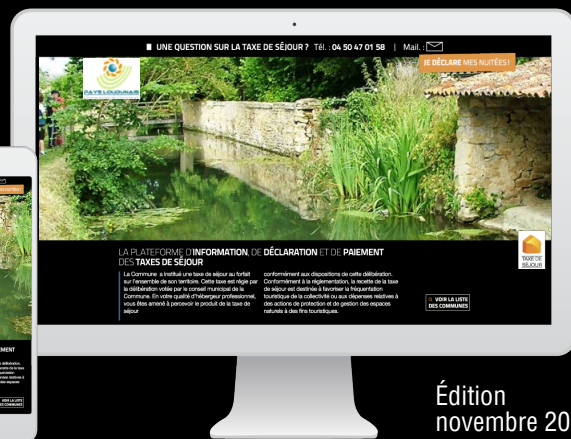 UNE QUESTION SUR LA TAXE DE SÉJOUR ? Tél. : 04 50 47 01 58 | Mail. :
JE DÉCLARE MES NUITÉES !
PAYS LOUDUNAIS
LA PLATEFORME D'INFORMATION, DE DÉCLARATION ET DE PAIEMENT
DES TAXES DE SÉJOUR
La Commune a institué une taxe de séjour au forfait
sur l'ensemble de son territoire. Cette taxe est régie par
la délibération votée par le conseil municipal de la
Commune. En votre qualité d'hébergeur professionnel,
vous êtes amené à percevoir le produit de la taxe de
séjour
conformément aux dispositions de cette délibération.
Conformément à la réglementation, la recette de la taxe
de séjour est destinée à favoriser la fréquentation
touristique de la collectivité ou aux dépenses relatives à
des actions de protection et de gestion des espaces
naturels à des fins touristiques.
VOIR LA LISTE
DES COMMUNES
TAXE DE
SÉJOUR
PAIEMENT
VOIR LA LISTE
DES COMMUNES
Édition
novembre 20